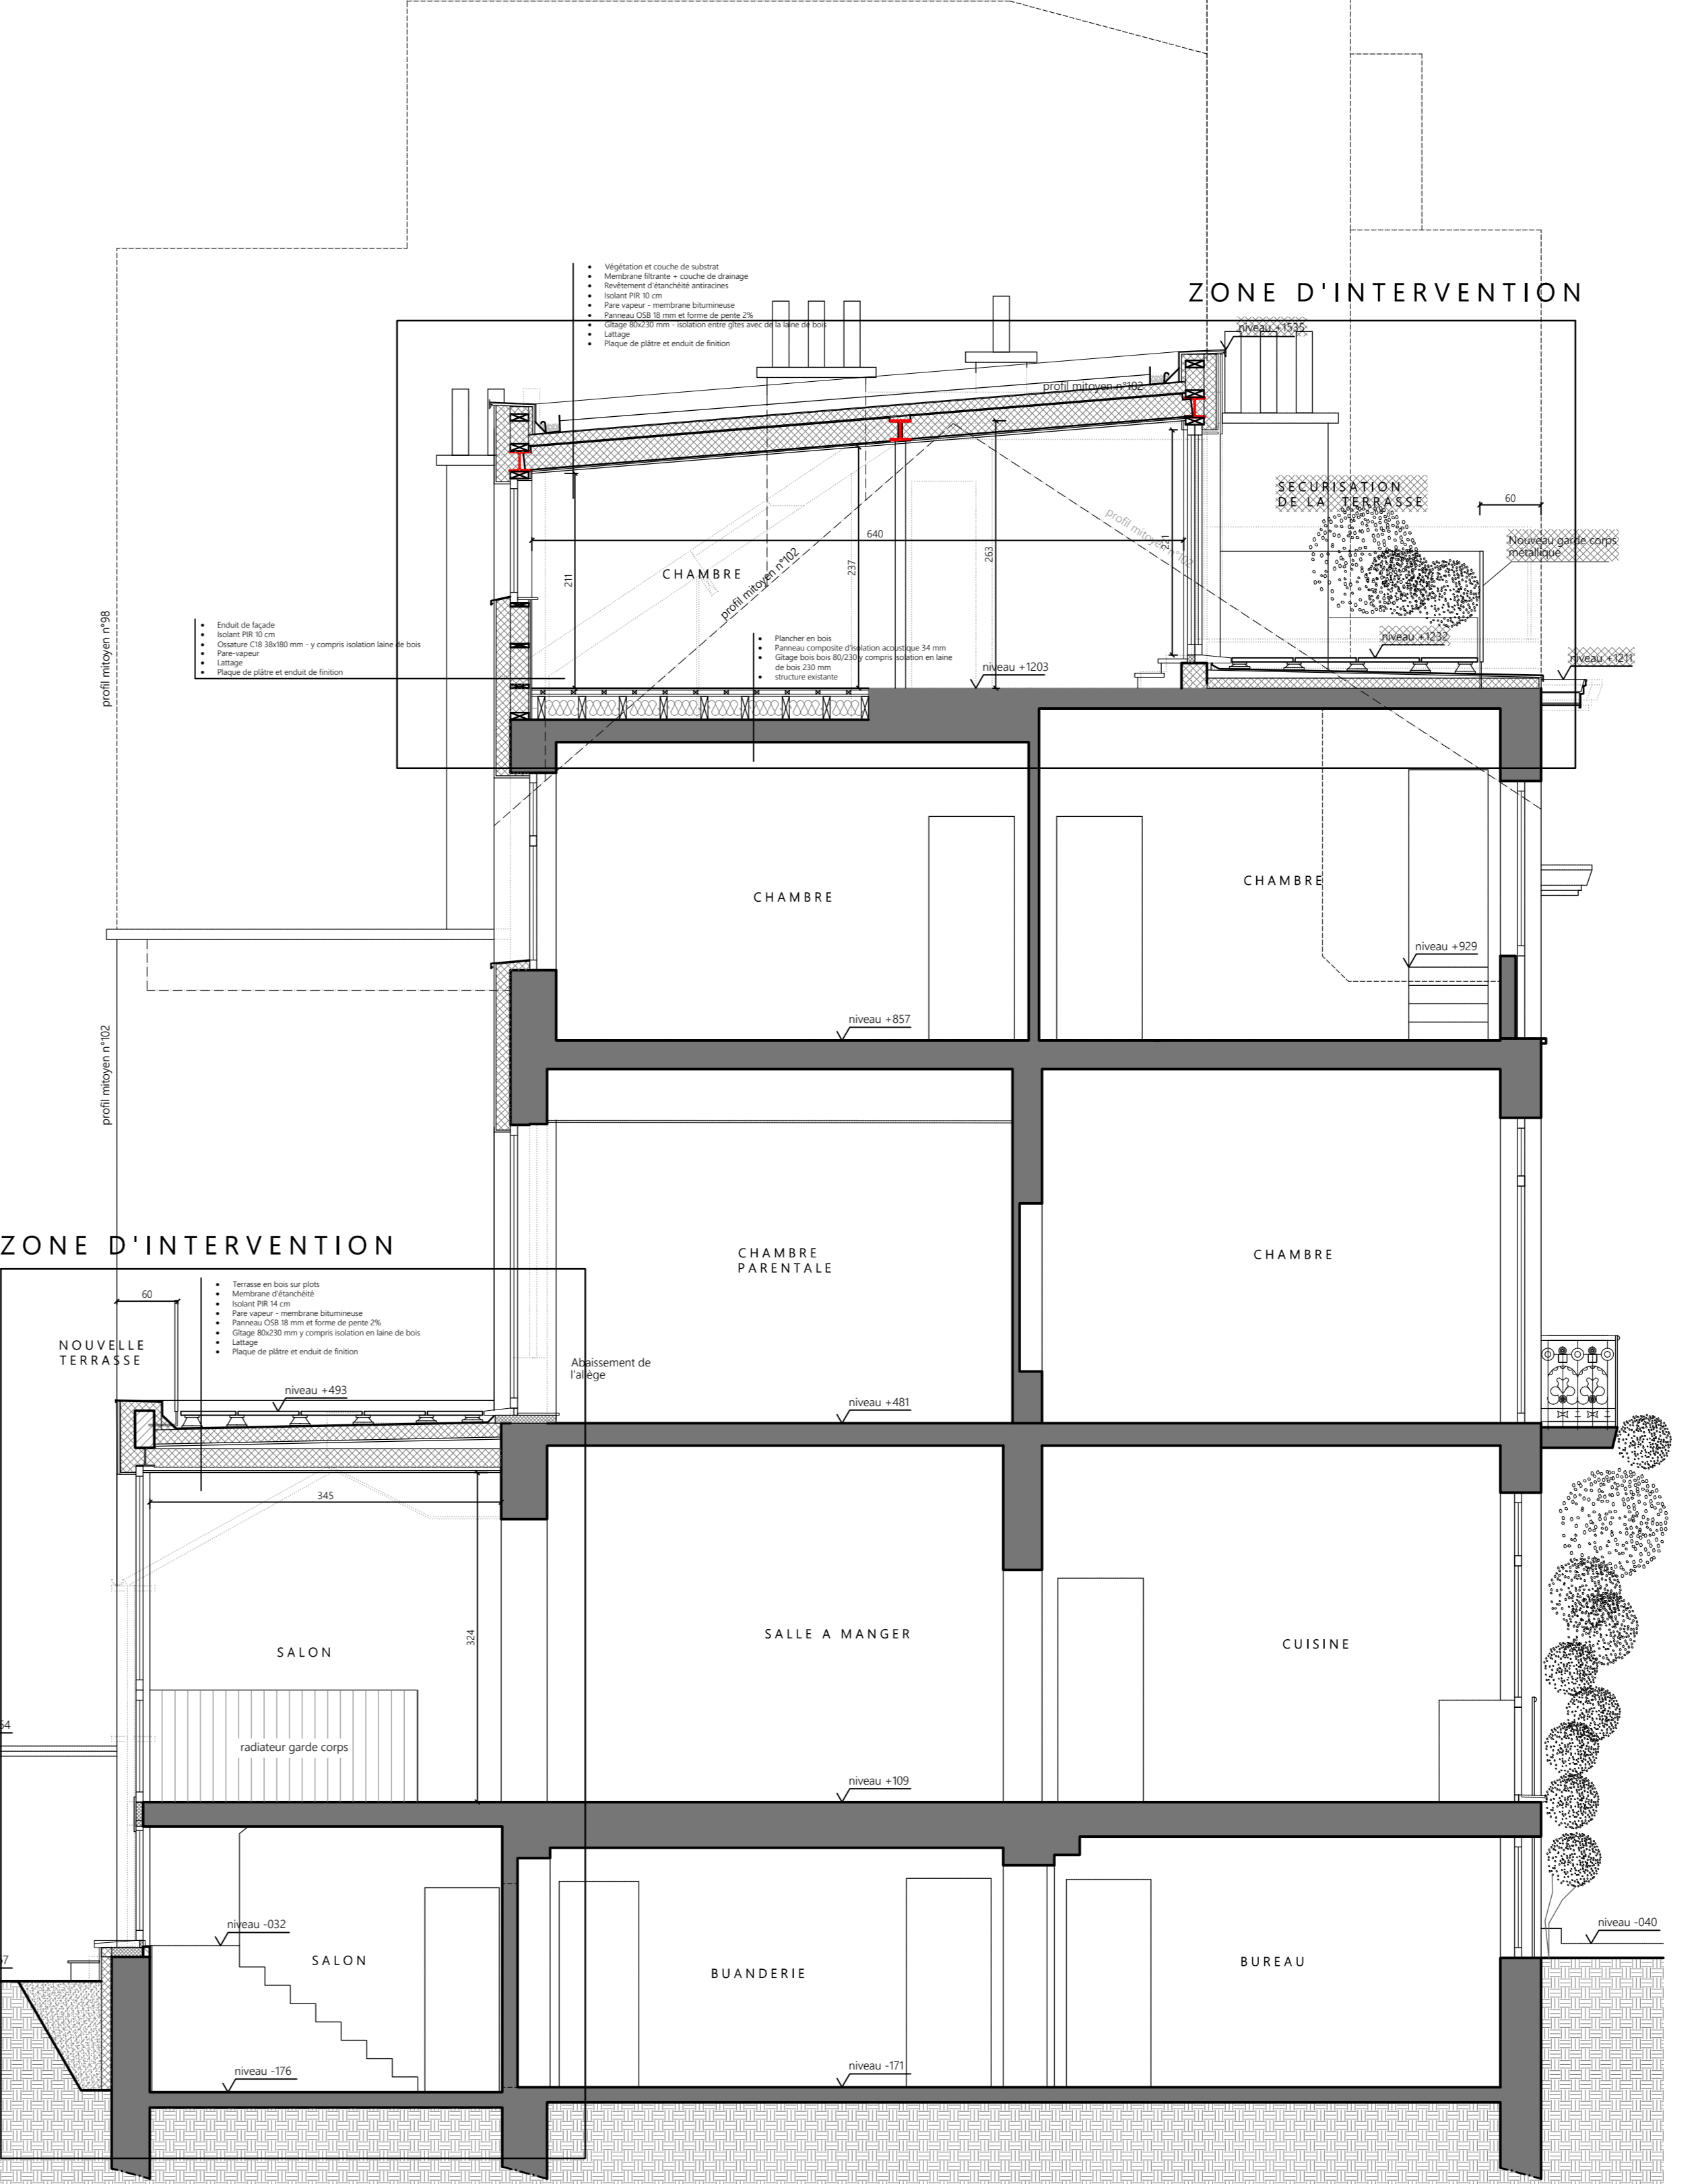 • Végétation et couche de substrat
• Membrane filtrante + couche de drainage
• Revêtement d'étanchéité antiracines
• Isolant PIR 10 cm
• Pare vapeur - membrane bitumineuse
• Panneau OSB 18 mm et forme de pente 2%
• Gîtage 80x230 mm - isolation entre gîtes avec de la laine de bois
• Lattage
• Plaque de plâtre et enduit de finition
ZONE D'INTERVENTION
niveau +1535
profil mitoyen n°102
SECURISATION
DE LA TERRASSE
60
640
Nouveau garde corps
métallique
profil mitoyen n°102
221
263
237
211
CHAMBRE
profil mitoyen n°102
profil mitoyen n°98
• Enduit de façade
• Isolant PIR 10 cm
• Ossature C18 38x180 mm - y compris isolation laine de bois
• Pare-vapeur
• Lattage
• Plaque de plâtre et enduit de finition
• Plancher en bois
• Panneau composite d'isolation acoustique 34 mm
• Gîtage bois bois 80/230 y compris isolation en laine
de bois 230 mm
• structure existante
niveau +1203
niveau +1232
niveau +1211
CHAMBRE
CHAMBRE
niveau +929
niveau +857
profil mitoyen n°102
ZONE D'INTERVENTION
CHAMBRE
PARENTALE
CHAMBRE
60
• Terrasse en bois sur plots
• Membrane d'étanchéité
• Isolant PIR 14 cm
• Pare vapeur - membrane bitumineuse
• Panneau OSB 18 mm et forme de pente 2%
• Gîtage 80x230 mm y compris isolation en laine de bois
• Lattage
• Plaque de plâtre et enduit de finition
NOUVELLE
TERRASSE
Abaissement de
l'allège
niveau +493
niveau +481
345
324
SALON
SALLE A MANGER
CUISINE
64
radiateur garde corps
niveau +109
niveau -032
niveau -040
SALON
BUANDERIE
BUREAU
niveau -176
niveau -171